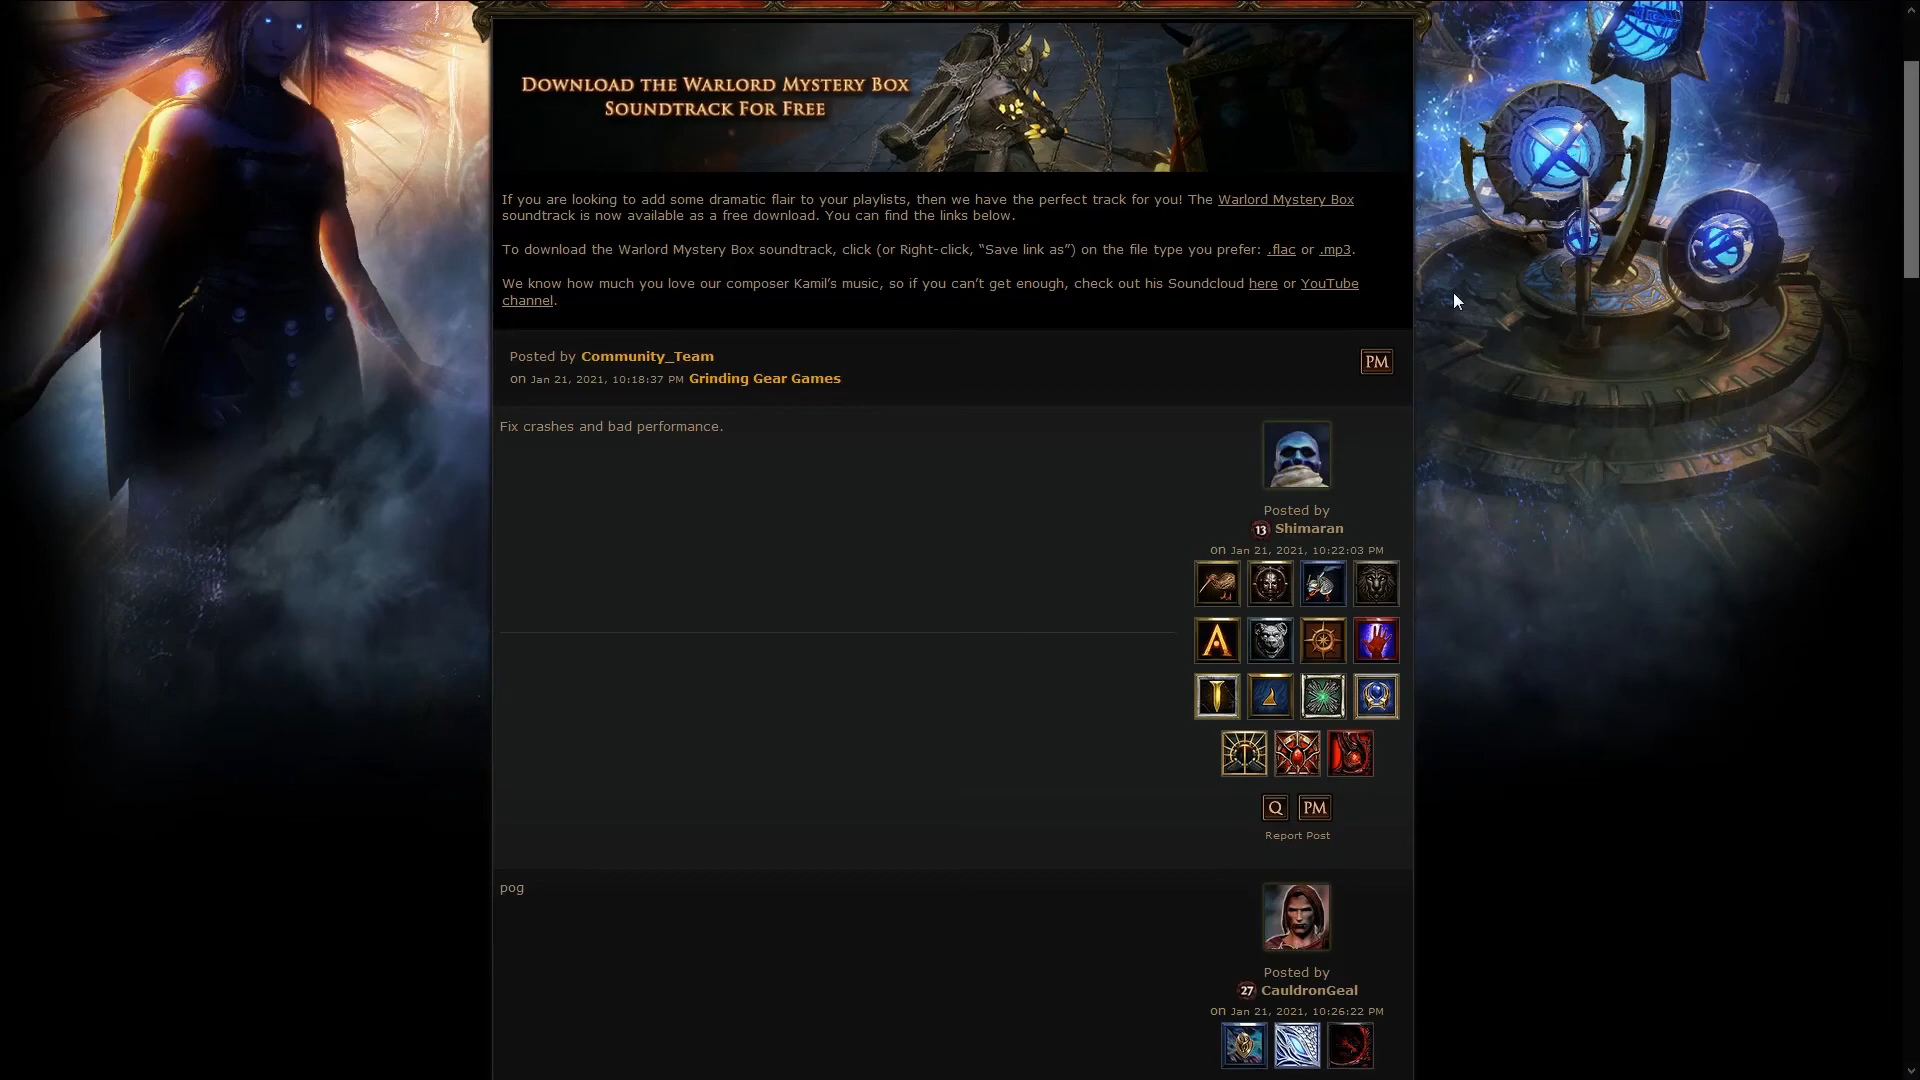 Download the Warlord Mystery Box
Soundtrack For Free
If you are looking to add some dramatic flair to your playlists, then we have the perfect track for you! The Warlord Mystery Box
soundtrack is now available as a free download. You can find the links below.
To download the Warlord Mystery Box soundtrack, click (or Right-click, “Save link as”) on the file type you prefer: .flac or .mp3.
We know how much you love our composer Kamil’s music, so if you can’t get enough, check out his Soundcloud here or YouTube
channel.
Posted by Community_Team
on Jan 21, 2021, 10:18:37 PM Grinding Gear Games
PM
Fix crashes and bad performance.
Posted by
13 Shimaran
on Jan 21, 2021, 10:22:03 PM
Q PM
Report Post
pog
Posted by
27 CauldronGeal
on Jan 21, 2021, 10:26:22 PM